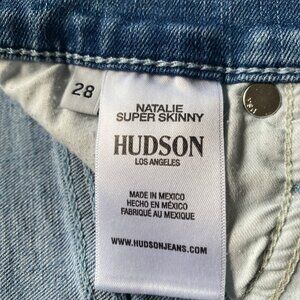 28
NATALIE
SUPER SKINNY
HUDSON
LOS ANGELES
MADE IN MEXICO
HECHO EN MÉXICO
FABRIQUÉ AU MEXIQUE
WWW.HUDSONJEANS.COM